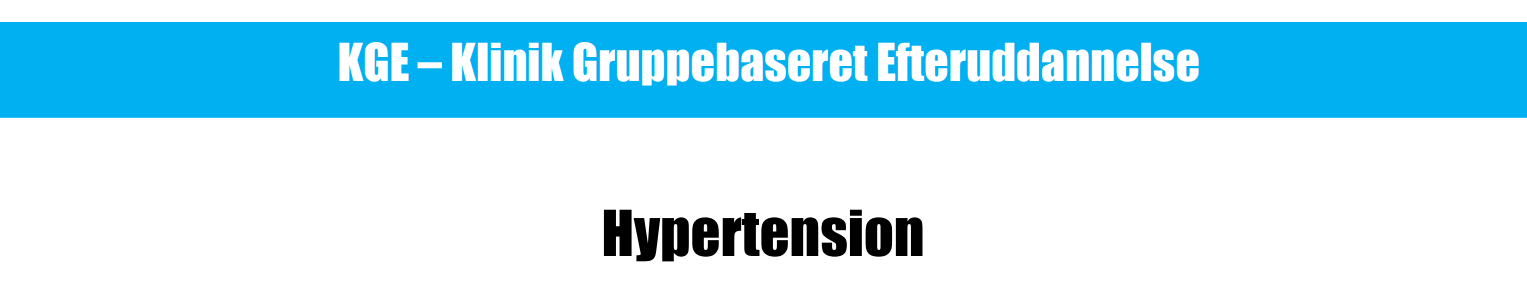 KGE – Klinik Gruppebaseret Efteruddannelse
Hypertension